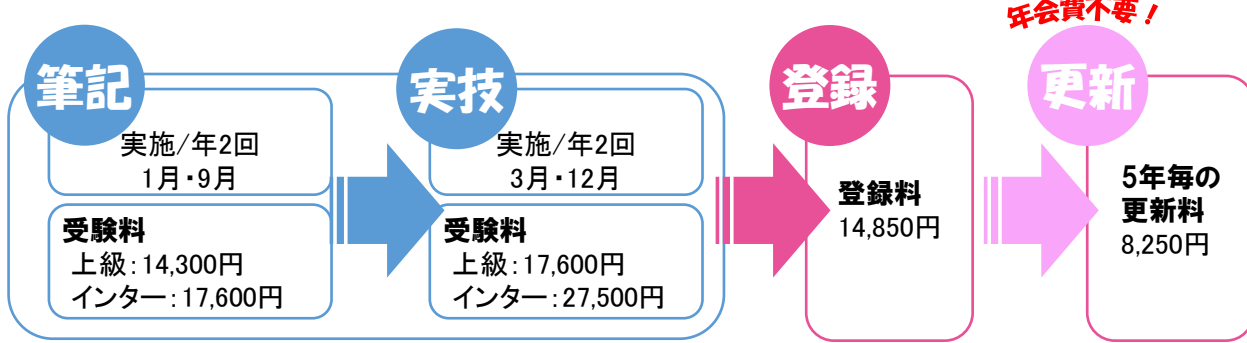 年会費不要！
筆記
実施/年2回
1月・9月
受験料
上級：14,300円
インター：17,600円
実技
実施/年2回
3月・12月
受験料
上級：17,600円
インター：27,500円
登録
登録料
14,850円
更新
5年毎の
更新料
8,250円